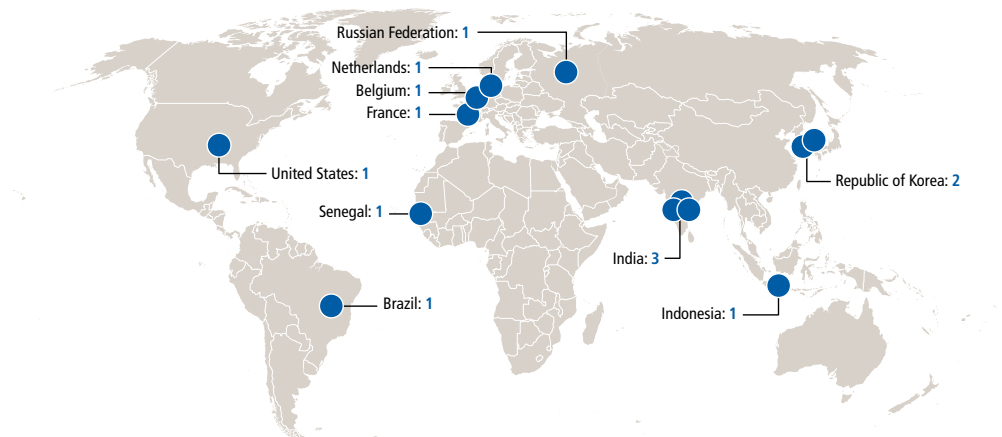 Russian Federation: 1
Netherlands: 1
Belgium: 1
France: 1
United States: 1
Republic of Korea: 2
Senegal: 1
India: 3
Brazil: 1
Indonesia: 1